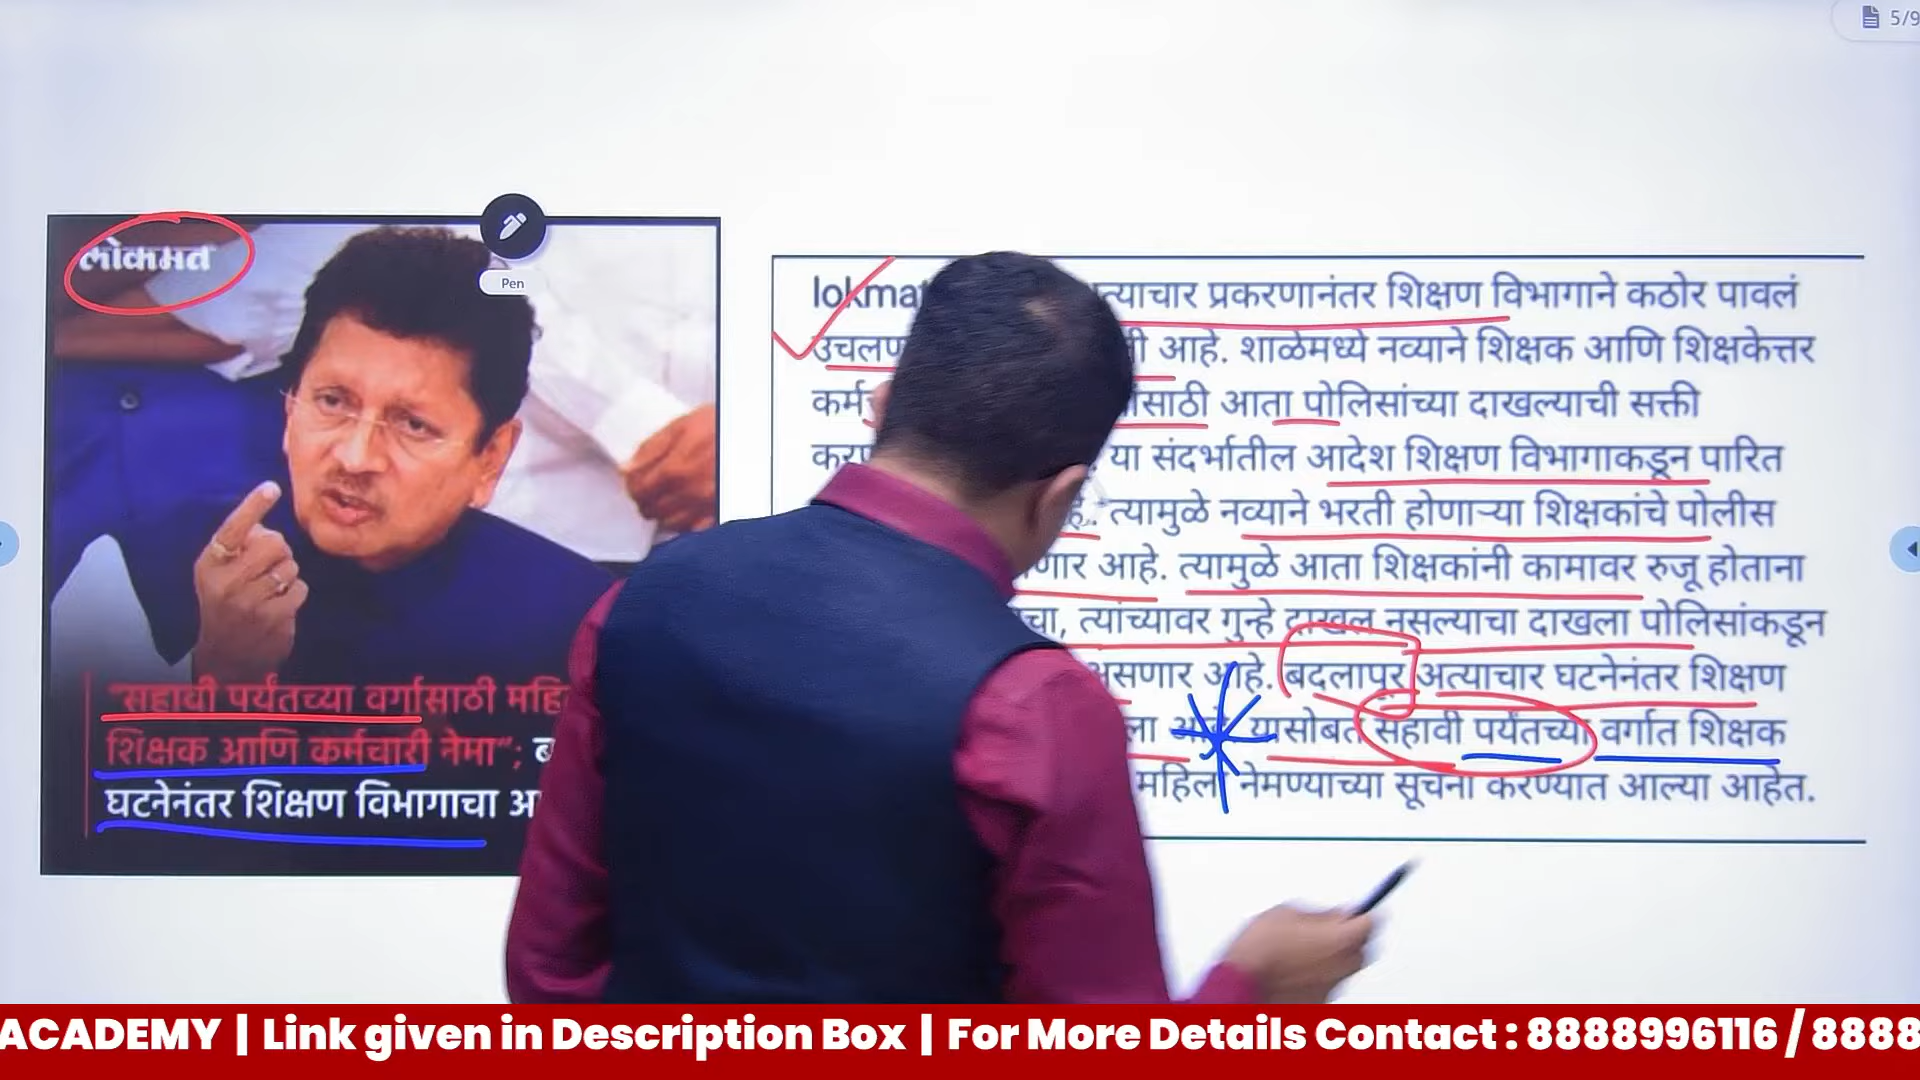 5/9
लोकमत
Pen
"सहावी पर्यंतच्या वर्गासाठी
शिक्षक आणि कर्मचारी नेमा";
घटनेनंतर शिक्षण विभागाचा
प्रकरणानंतर शिक्षण विभागाने कठोर पावलं
आहे. शाळेमध्ये नव्याने शिक्षक आणि शिक्षकेत्तर
आता पोलिसांच्या दाखल्याची सक्ती
या संदर्भातील आदेश शिक्षण विभागाकडून पारित
त्यामुळे नव्याने भरती होणाऱ्या शिक्षकांचे पोलीस
आहे. त्यामुळे आता शिक्षकांनी कामावर रुजू होताना
त्यांच्यावर गुन्हे दाखल नसल्याचा दाखला पोलिसांकडून
असणार आहे. बदलापूर अत्याचार घटनेनंतर शिक्षण
आहे यासोबत सहावी पर्यंतच्या वर्गात शिक्षक
महिला नेमण्याच्या सूचना करण्यात आल्या आहेत.
ACADEMY | Link given in Description Box | For More Details Contact : 8888996116 / 8888